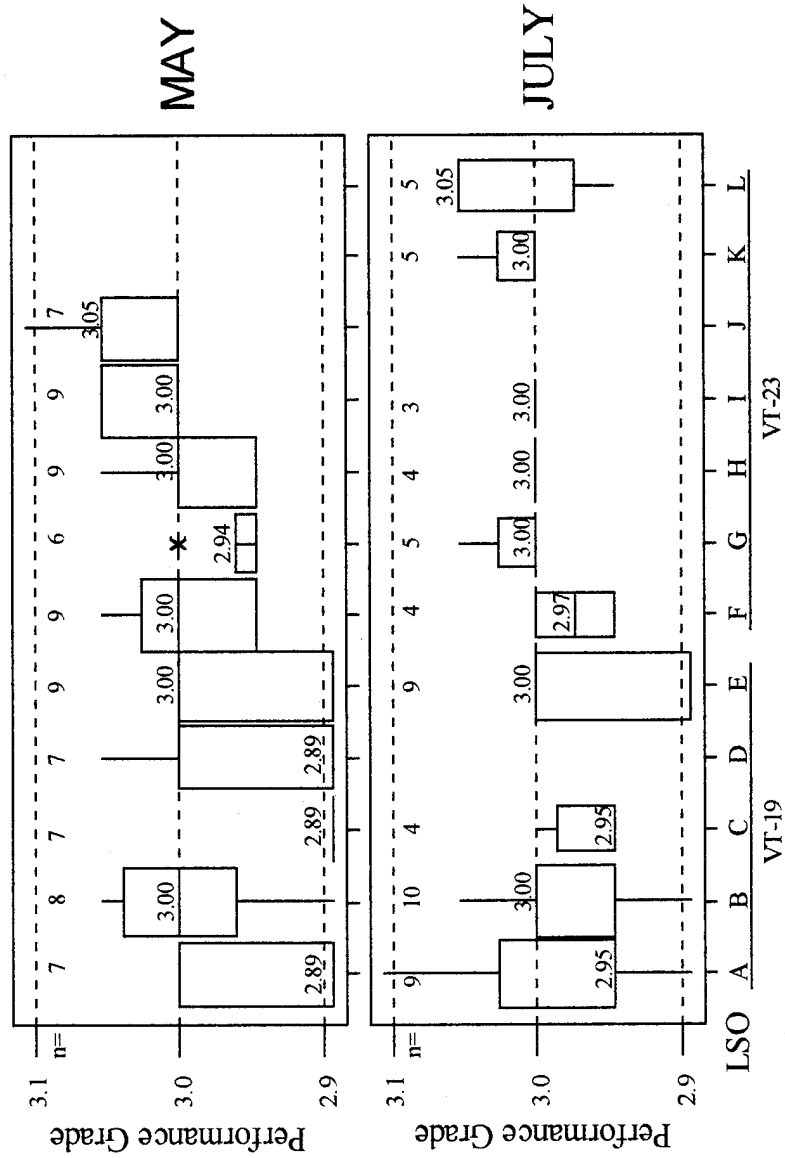 MAY
Performance Grade
3.1
3.0
2.9
n= 7 8 7 7 9 9 6 9 9 7
2.89 3.00 2.89 2.89 3.00 3.00 2.94 3.00 3.00 3.05
JULY
Performance Grade
3.1
3.0
2.9
n= 9 10 4 9 4 5 4 3 5 5
2.95 3.00 2.95 3.00 2.97 3.00 3.00 3.00 3.00 3.05
LSO A B C D E F G H I J K L
VT-19 VT-23